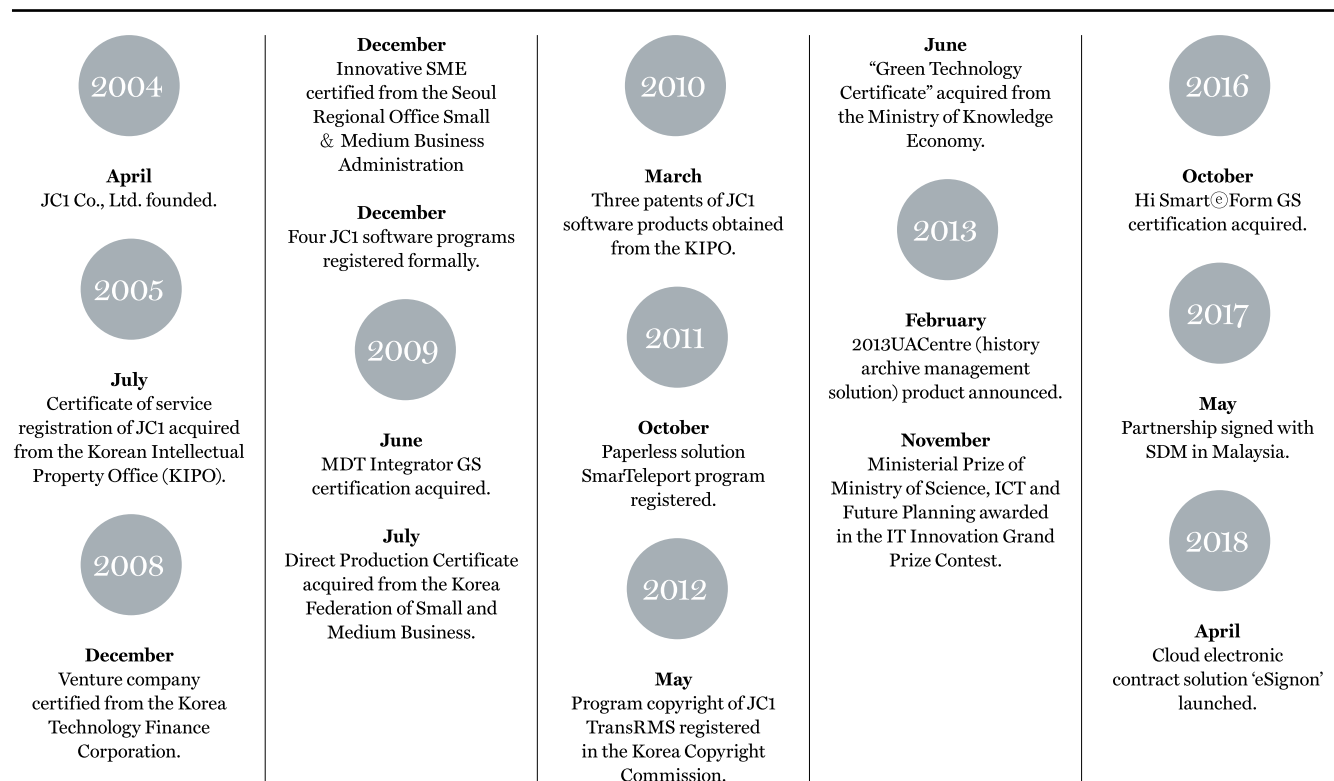 2004
April
JC1 Co., Ltd. founded.
2005
July
Certificate of service
registration of JC1 acquired
from the Korean Intellectual
Property Office (KIPO).
2008
December
Venture company
certified from the Korea
Technology Finance
Corporation.
December
Innovative SME
certified from the Seoul
Regional Office Small
& Medium Business
Administration
December
Four JC1 software programs
registered formally.
2009
June
MDT Integrator GS
certification acquired.
July
Direct Production Certificate
acquired from the Korea
Federation of Small and
Medium Business.
2010
March
Three patents of JC1
software products obtained
from the KIPO.
2011
October
Paperless solution
SmarTeleport program
registered.
2012
May
Program copyright of JC1
TransRMS registered
in the Korea Copyright
Commission.
June
“Green Technology
Certificate” acquired from
the Ministry of Knowledge
Economy.
2013
February
2013UACentre (history
archive management
solution) product announced.
November
Ministerial Prize of
Ministry of Science, ICT and
Future Planning awarded
in the IT Innovation Grand
Prize Contest.
2016
October
Hi SmartⓔForm GS
certification acquired.
2017
May
Partnership signed with
SDM in Malaysia.
2018
April
Cloud electronic
contract solution ‘eSignon’
launched.